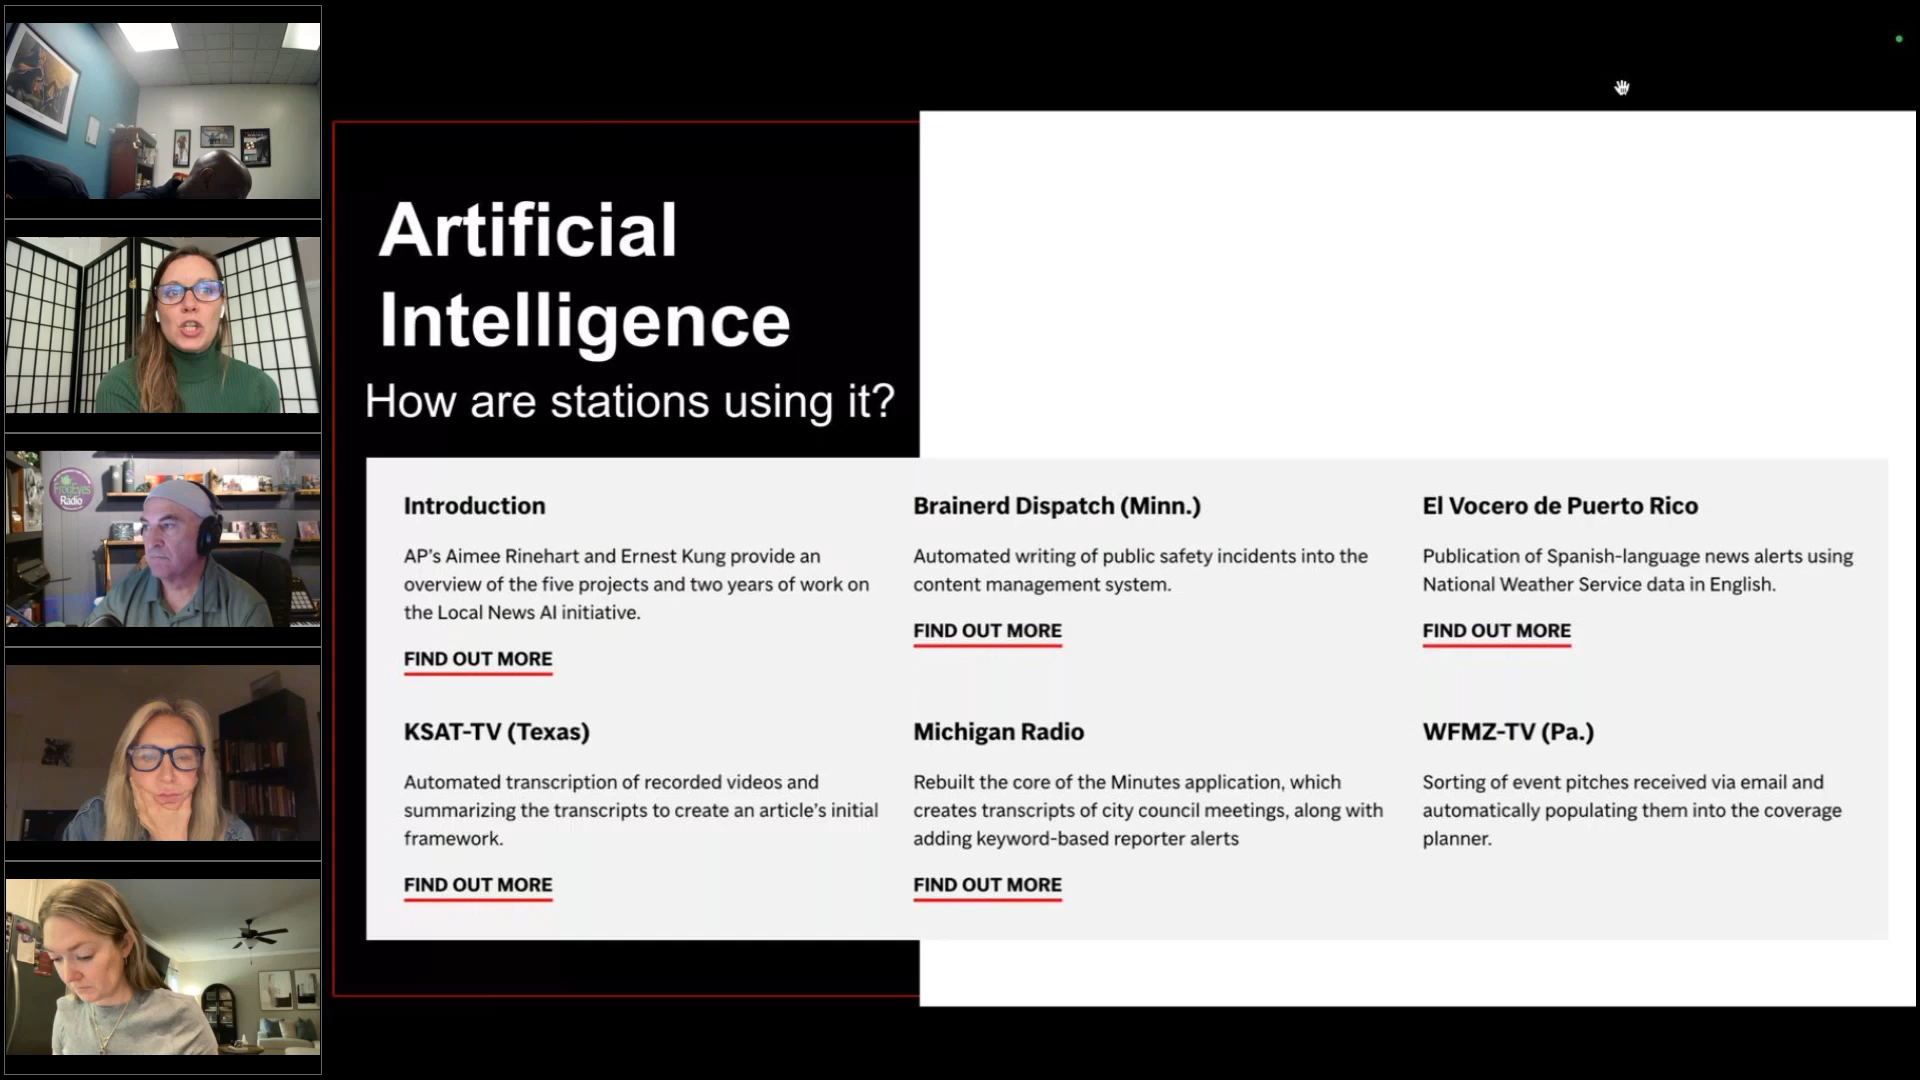 FrogEyes
Radio
Artificial
Intelligence
How are stations using it?
Introduction
AP's Aimee Rinehart and Ernest Kung provide an
overview of the five projects and two years of work on
the Local News AI initiative.
FIND OUT MORE
Brainerd Dispatch (Minn.)
Automated writing of public safety incidents into the
content management system.
FIND OUT MORE
El Vocero de Puerto Rico
Publication of Spanish-language news alerts using
National Weather Service data in English.
FIND OUT MORE
KSAT-TV (Texas)
Automated transcription of recorded videos and
summarizing the transcripts to create an article's initial
framework.
FIND OUT MORE
Michigan Radio
Rebuilt the core of the Minutes application, which
creates transcripts of city council meetings, along with
adding keyword-based reporter alerts
FIND OUT MORE
WFMZ-TV (Pa.)
Sorting of event pitches received via email and
automatically populating them into the coverage
planner.